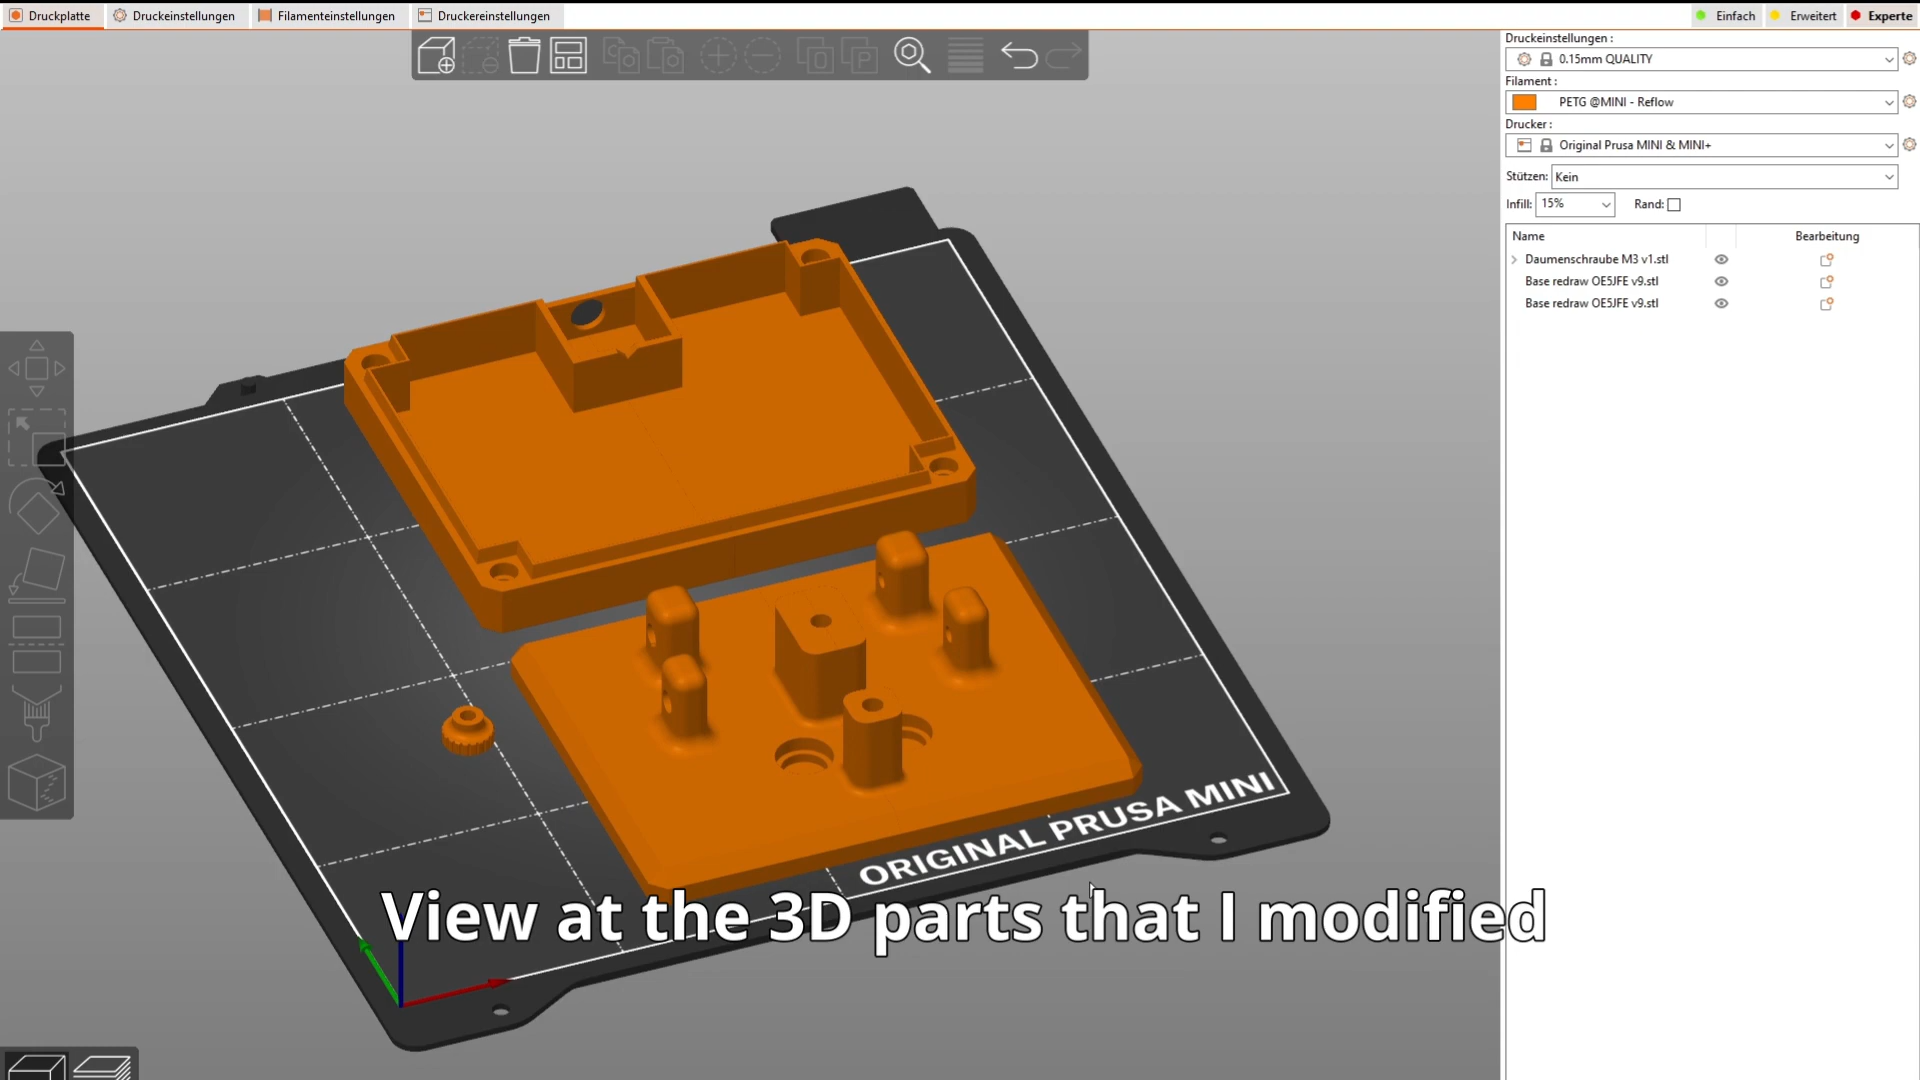 Druckplatte
Druckeinstellungen
Filamenteinstellungen
Druckereinstellungen
Einfach
Erweitert
Experte
Druckeinstellungen :
0.15mm QUALITY
Filament :
PETG @MINI - Reflow
Drucker :
Original Prusa MINI & MINI+
Stützen: Kein
Infill: 15% Rand:
Name Bearbeitung
Daumenschraube M3 v1.stl
Base redraw OE5JFE v9.stl
Base redraw OE5JFE v9.stl
ORIGINAL PRUSA MINI
View at the 3D parts that I modified